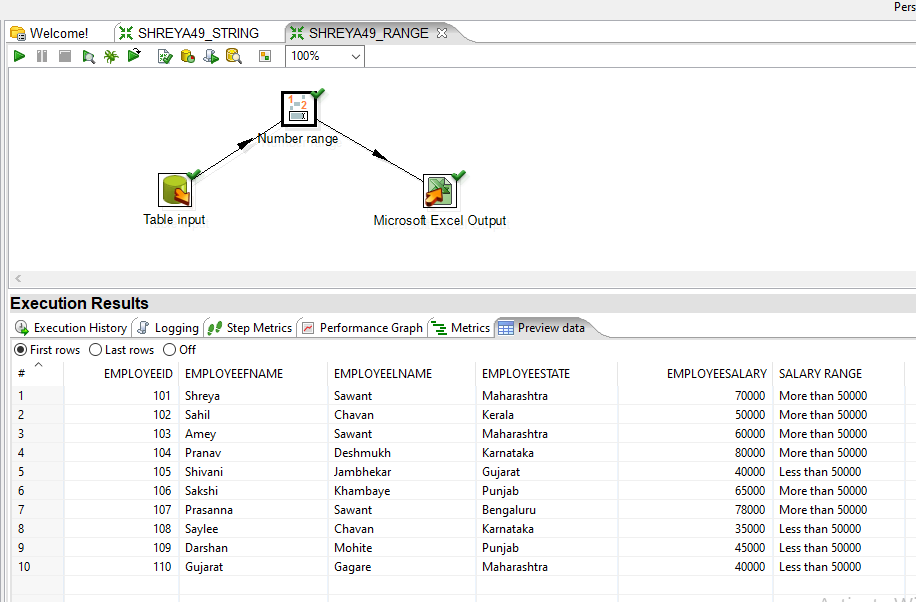 Pers
Welcome! SHREYA49_STRING SHREYA49_RANGE
100%
Number range
Table input
Microsoft Excel Output
Execution Results
Execution History Logging Step Metrics Performance Graph Metrics Preview data
First rows Last rows Off
# EMPLOYEEID EMPLOYEEFNAME EMPLOYEELNAME EMPLOYEESTATE EMPLOYEESALARY SALARY RANGE
1 101 Shreya Sawant Maharashtra 70000 More than 50000
2 102 Sahil Chavan Kerala 50000 More than 50000
3 103 Amey Sawant Maharashtra 60000 More than 50000
4 104 Pranav Deshmukh Karnataka 80000 More than 50000
5 105 Shivani Jambhekar Gujarat 40000 Less than 50000
6 106 Sakshi Khambaye Punjab 65000 More than 50000
7 107 Prasanna Sawant Bengaluru 78000 More than 50000
8 108 Saylee Chavan Karnataka 35000 Less than 50000
9 109 Darshan Mohite Punjab 45000 Less than 50000
10 110 Gujarat Gagare Maharashtra 40000 Less than 50000